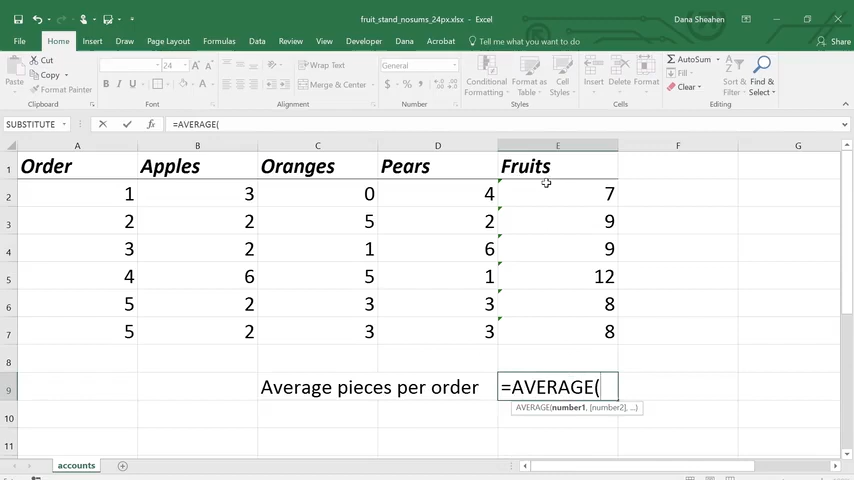 fruit_stand_nosums_24px.xlsx - Excel
Dana Sheahen
File Home Insert Draw Page Layout Formulas Data Review View Developer Acrobat Tell me what you want to do Share
Paste Cut Copy Format Painter Clipboard
24 B I U Font
Wrap Text Merge & Center Alignment
General $ % , Number
Conditional Formatting Format as Table Cell Styles Styles
Insert Delete Format Cells
AutoSum Fill Clear Sort & Filter Find & Select Editing
SUBSTITUTE fx =AVERAGE(
A B C D E F G
1 Order Apples Oranges Pears Fruits
2 1 3 0 4 7
3 2 2 5 2 9
4 3 2 1 6 9
5 4 6 5 1 12
6 5 2 3 3 8
7 5 2 3 3 8
8
9 Average pieces per order =AVERAGE(
AVERAGE(number1, [number2], ...)
10
11
accounts